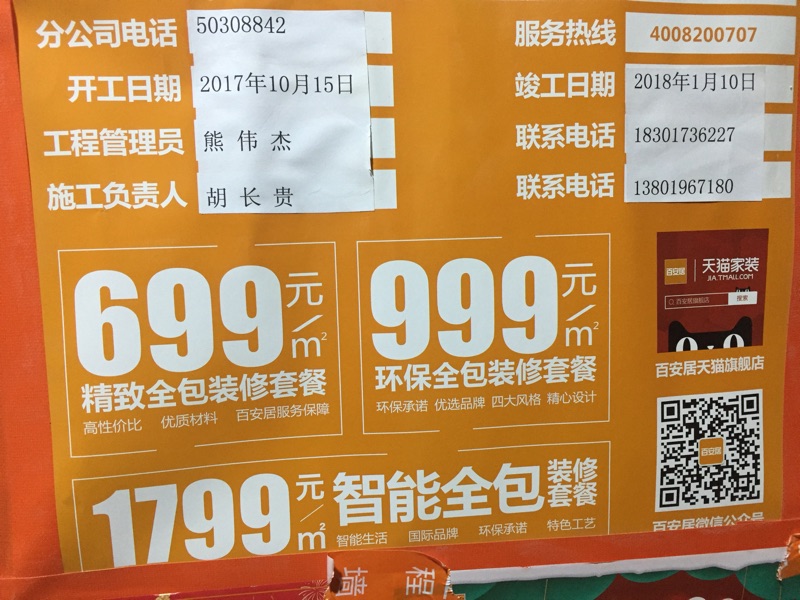 分公司电话 50308842 服务热线 4008200707
开工日期 2017年10月15日 竣工日期 2018年1月10日
工程管理员 熊伟杰 联系电话 18301736227
施工负责人 胡长贵 联系电话 13801967180
699元/m²
精致全包装修套餐
高性价比 优质材料 百安居服务保障
999元/m²
环保全包装修套餐
环保承诺 优选品牌 四大风格 精心设计
百安居 天猫家装
JIA.TMALL.COM
百安居旗舰店 搜索
百安居天猫旗舰店
1799元/m² 智能全包装修套餐
智能生活 国际品牌 环保承诺 特色工艺
百安居
百安居微信公众号
程
墙